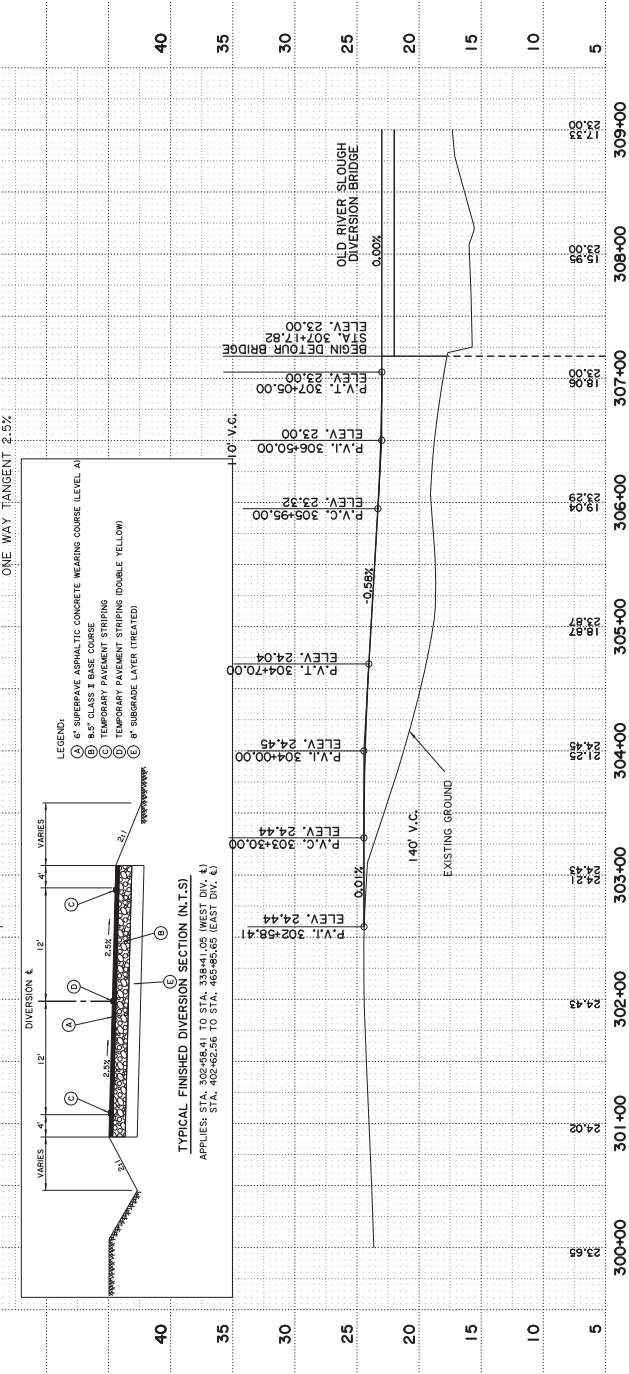 ONE WAY TANGENT 2.5%
DIVERSION ℄
VARIES
4'
12'
12'
4'
VARIES
2:1
2.5%
2.5%
2:1
C
A
D
C
B
E
LEGEND:
A 6" SUPERPAVE ASPHALTIC CONCRETE WEARING COURSE (LEVEL A)
B 8.5" CLASS II BASE COURSE
C TEMPORARY PAVEMENT STRIPING
D TEMPORARY PAVEMENT STRIPING (DOUBLE YELLOW)
E 8" SUBGRADE LAYER (TREATED)
TYPICAL FINISHED DIVERSION SECTION (N.T.S)
APPLIES: STA. 302+58.41 TO STA. 338+41.05 (WEST DIV. ℄)
STA. 402+62.56 TO STA. 465+85.65 (EAST DIV. ℄)
40
35
30
25
20
15
10
5
40
35
30
25
20
15
10
5
P.V.I. 302+58.41
ELEV. 24.44
0.01%
P.V.C. 303+30.00
ELEV. 24.44
P.V.I. 304+00.00
ELEV. 24.45
P.V.T. 304+70.00
ELEV. 24.04
140' V.C.
EXISTING GROUND
-0.58%
P.V.C. 305+95.00
ELEV. 23.32
P.V.I. 306+50.00
ELEV. 23.00
P.V.T. 307+05.00
ELEV. 23.00
110' V.C.
BEGIN DETOUR BRIDGE
STA. 307+17.82
ELEV. 23.00
OLD RIVER SLOUGH
DIVERSION BRIDGE
0.00%
23.65
24.02
24.43
24.21
24.43
21.25
24.45
18.87
23.87
19.04
23.29
18.06
23.00
15.95
23.00
17.33
23.00
300+00
301+00
302+00
303+00
304+00
305+00
306+00
307+00
308+00
309+00